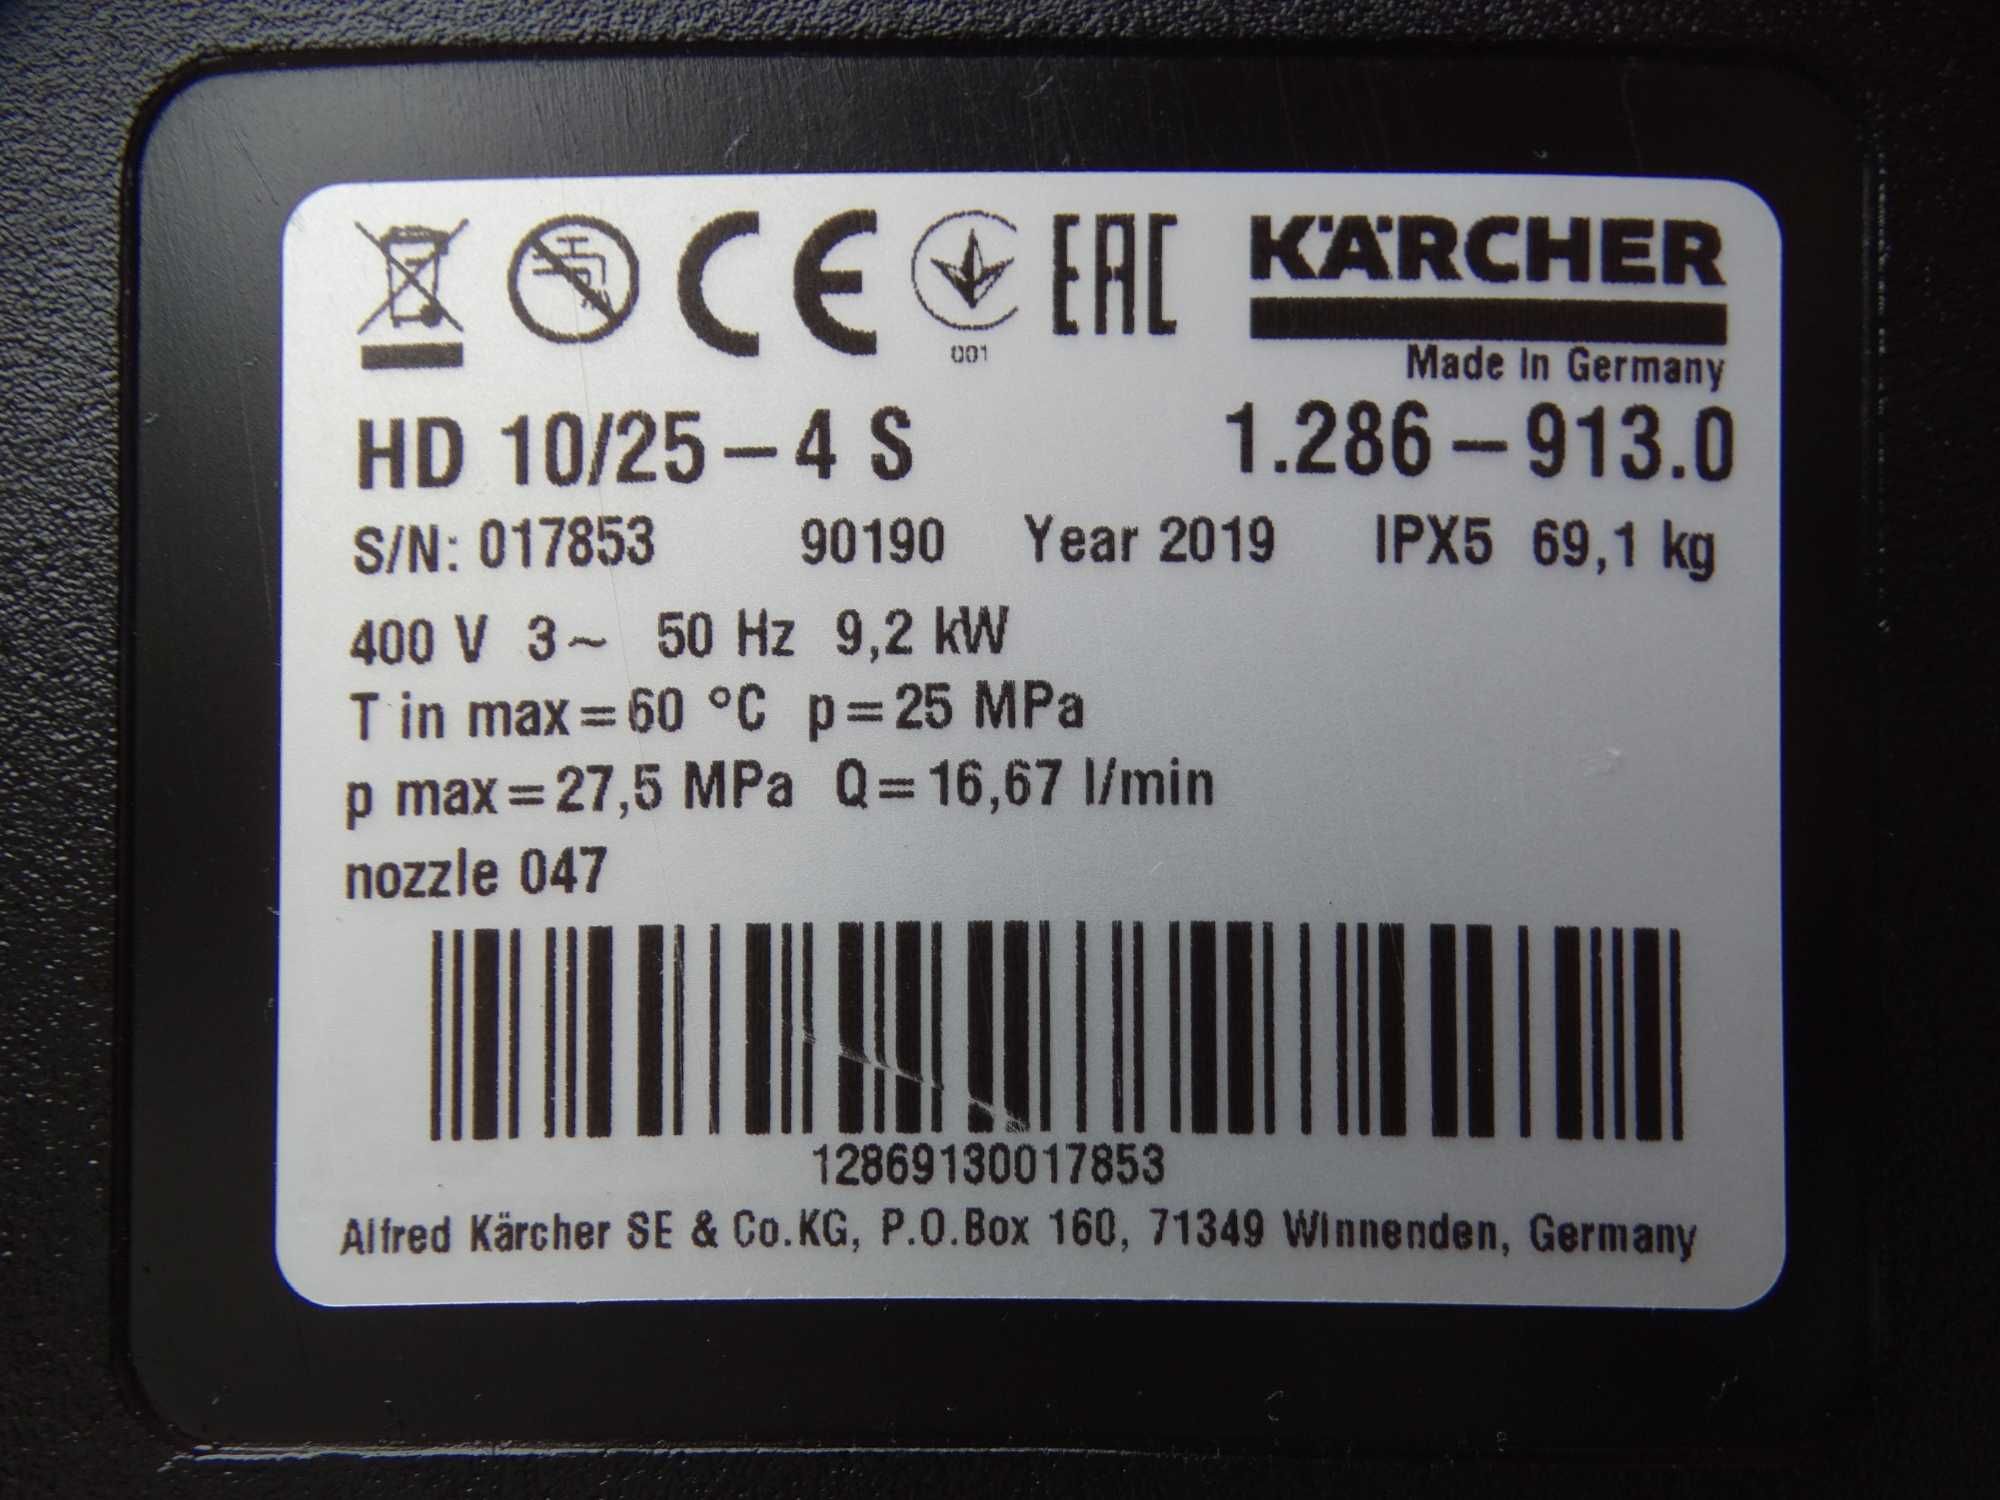 CE 001 EAC KÄRCHER
Made in Germany
HD 10/25-4 S 1.286-913.0
S/N: 017853 90190 Year 2019 IPX5 69,1 kg
400 V 3~ 50 Hz 9,2 kW
T in max=60 °C p=25 MPa
p max=27,5 MPa Q=16,67 l/min
nozzle 047
12869130017853
Alfred Kärcher SE & Co.KG, P.O.Box 160, 71349 Winnenden, Germany